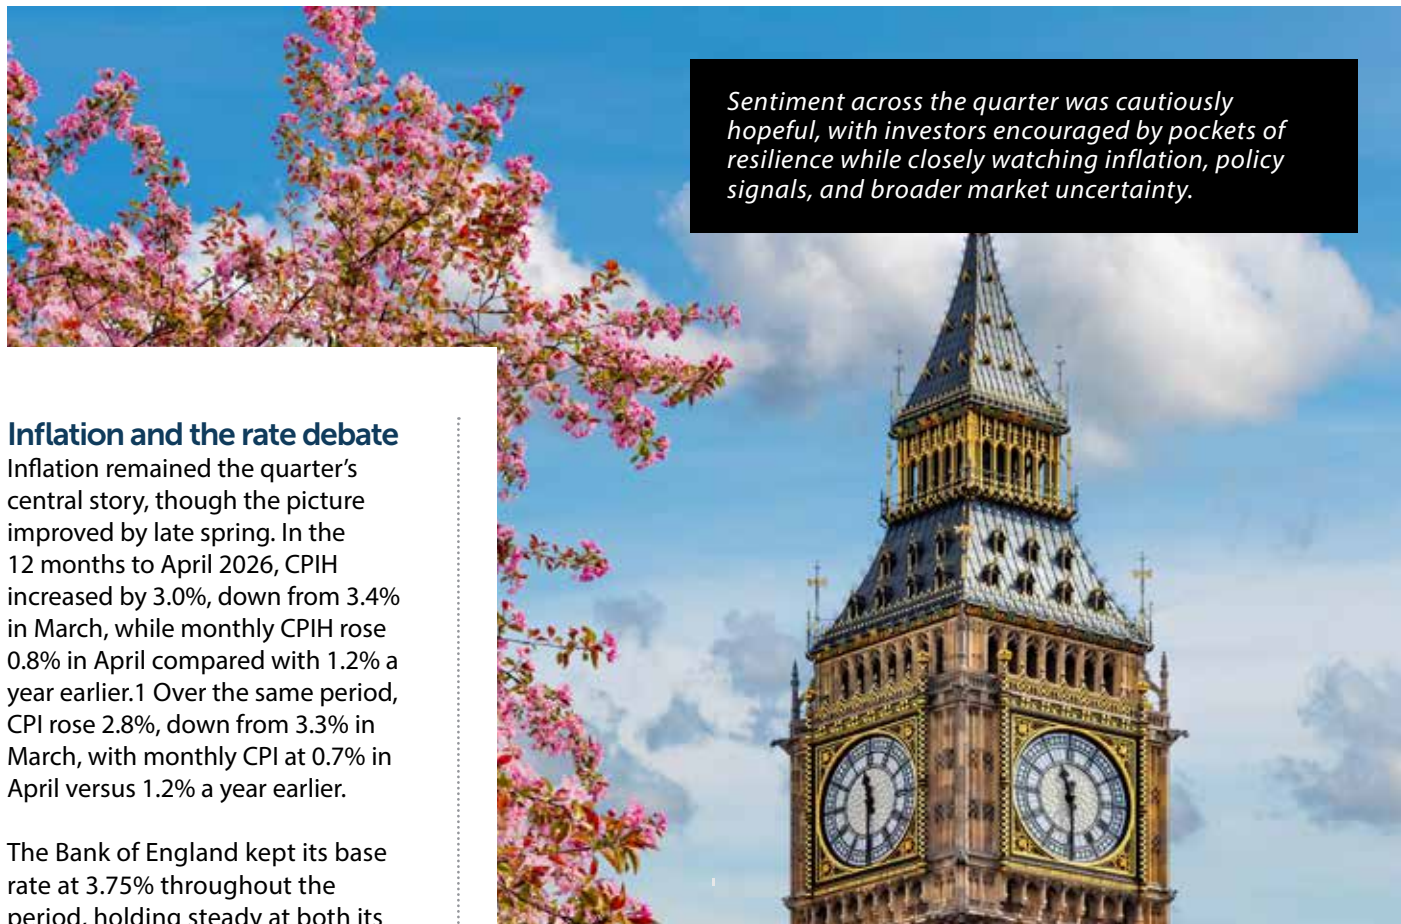 Sentiment across the quarter was cautiously
hopeful, with investors encouraged by pockets of
resilience while closely watching inflation, policy
signals, and broader market uncertainty.
Inflation and the rate debate
Inflation remained the quarter’s
central story, though the picture
improved by late spring. In the
12 months to April 2026, CPIH
increased by 3.0%, down from 3.4%
in March, while monthly CPIH rose
0.8% in April compared with 1.2% a
year earlier.1 Over the same period,
CPI rose 2.8%, down from 3.3% in
March, with monthly CPI at 0.7% in
April versus 1.2% a year earlier.
The Bank of England kept its base
rate at 3.75% throughout the
period, holding steady at both its